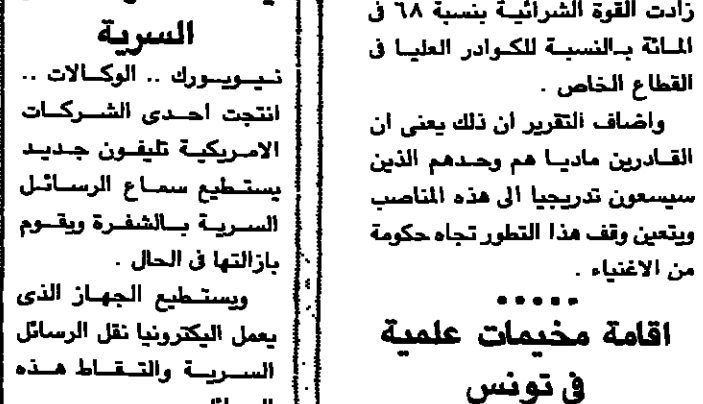 زادت القوة الشرائية بنسبة ٦٨ فى
المائة بالنسبة للكوادر العليا فى
القطاع الخاص .
واضاف التقرير ان ذلك يعنى ان
القادرين ماديا هم وحدهم الذين
سيسعون تدريجيا الى هذه المناصب
ويتعين وقف هذا التطور تجاه حكومة
من الاغنياء .
•••••
اقامة مخيمات علمية
فى تونس
السرية
نيويورك .. الوكالات ..
انتجت احدى الشركات
الامريكية تليفون جديد
يستطيع سماع الرسائل
السرية بالشفرة ويقوم
بازالتها فى الحال .
ويستطيع الجهاز الذى
يعمل اليكترونيا نقل الرسائل
السرية والتقاط هذه